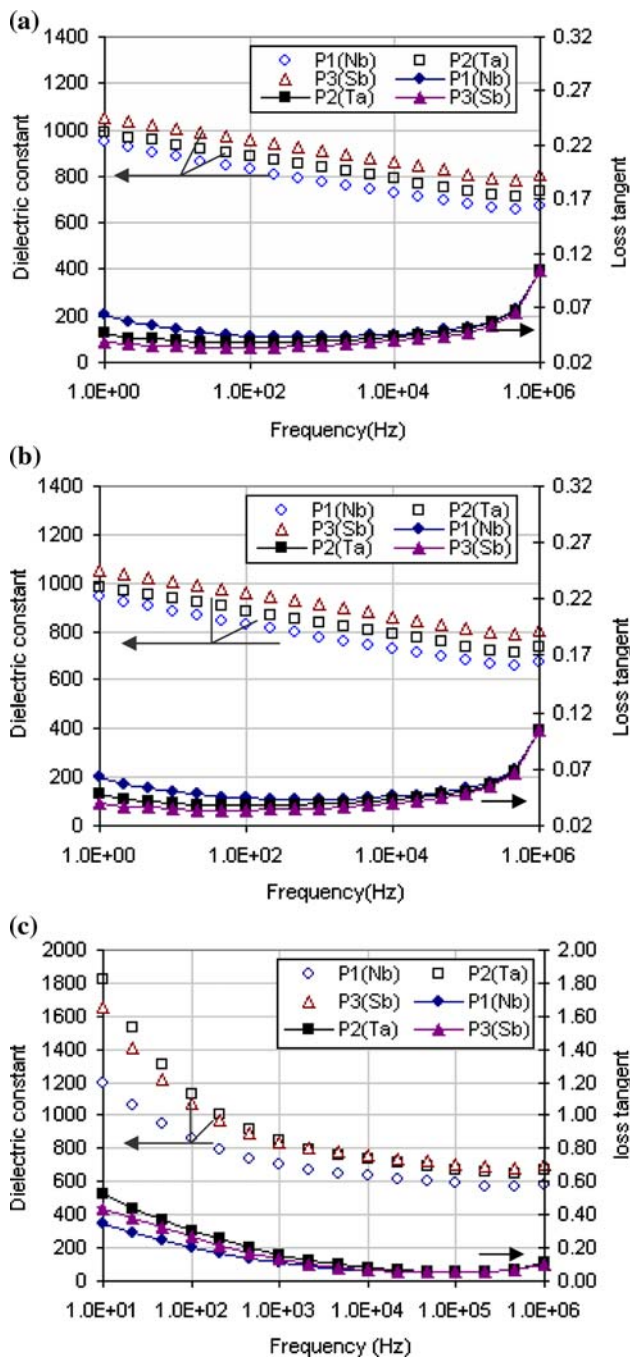 (a)
1400 0.32
P1(Nb) P2(Ta)
P3(Sb) P1(Nb)
P2(Ta) P3(Sb)
1200 0.27
1000 0.22
800 0.17
600
400 0.12
200 0.07
0 0.02
Dielectric constant
Loss tangent
1.0E+00 1.0E+02 1.0E+04 1.0E+06
Frequency(Hz)
(b)
1400 0.32
P1(Nb) P2(Ta)
P3(Sb) P1(Nb)
P2(Ta) P3(Sb)
1200 0.27
1000 0.22
800 0.17
600
400 0.12
200 0.07
0 0.02
Dielectric constant
Loss tangent
1.0E+00 1.0E+02 1.0E+04 1.0E+06
Frequency(Hz)
(c)
2000 2.00
P1(Nb) P2(Ta)
P3(Sb) P1(Nb)
P2(Ta) P3(Sb)
1800 1.80
1600 1.60
1400 1.40
1200 1.20
1000 1.00
800 0.80
600 0.60
400 0.40
200 0.20
0 0.00
Dielectric constant
loss tangent
1.0E+01 1.0E+02 1.0E+03 1.0E+04 1.0E+05 1.0E+06
Frequency (Hz)